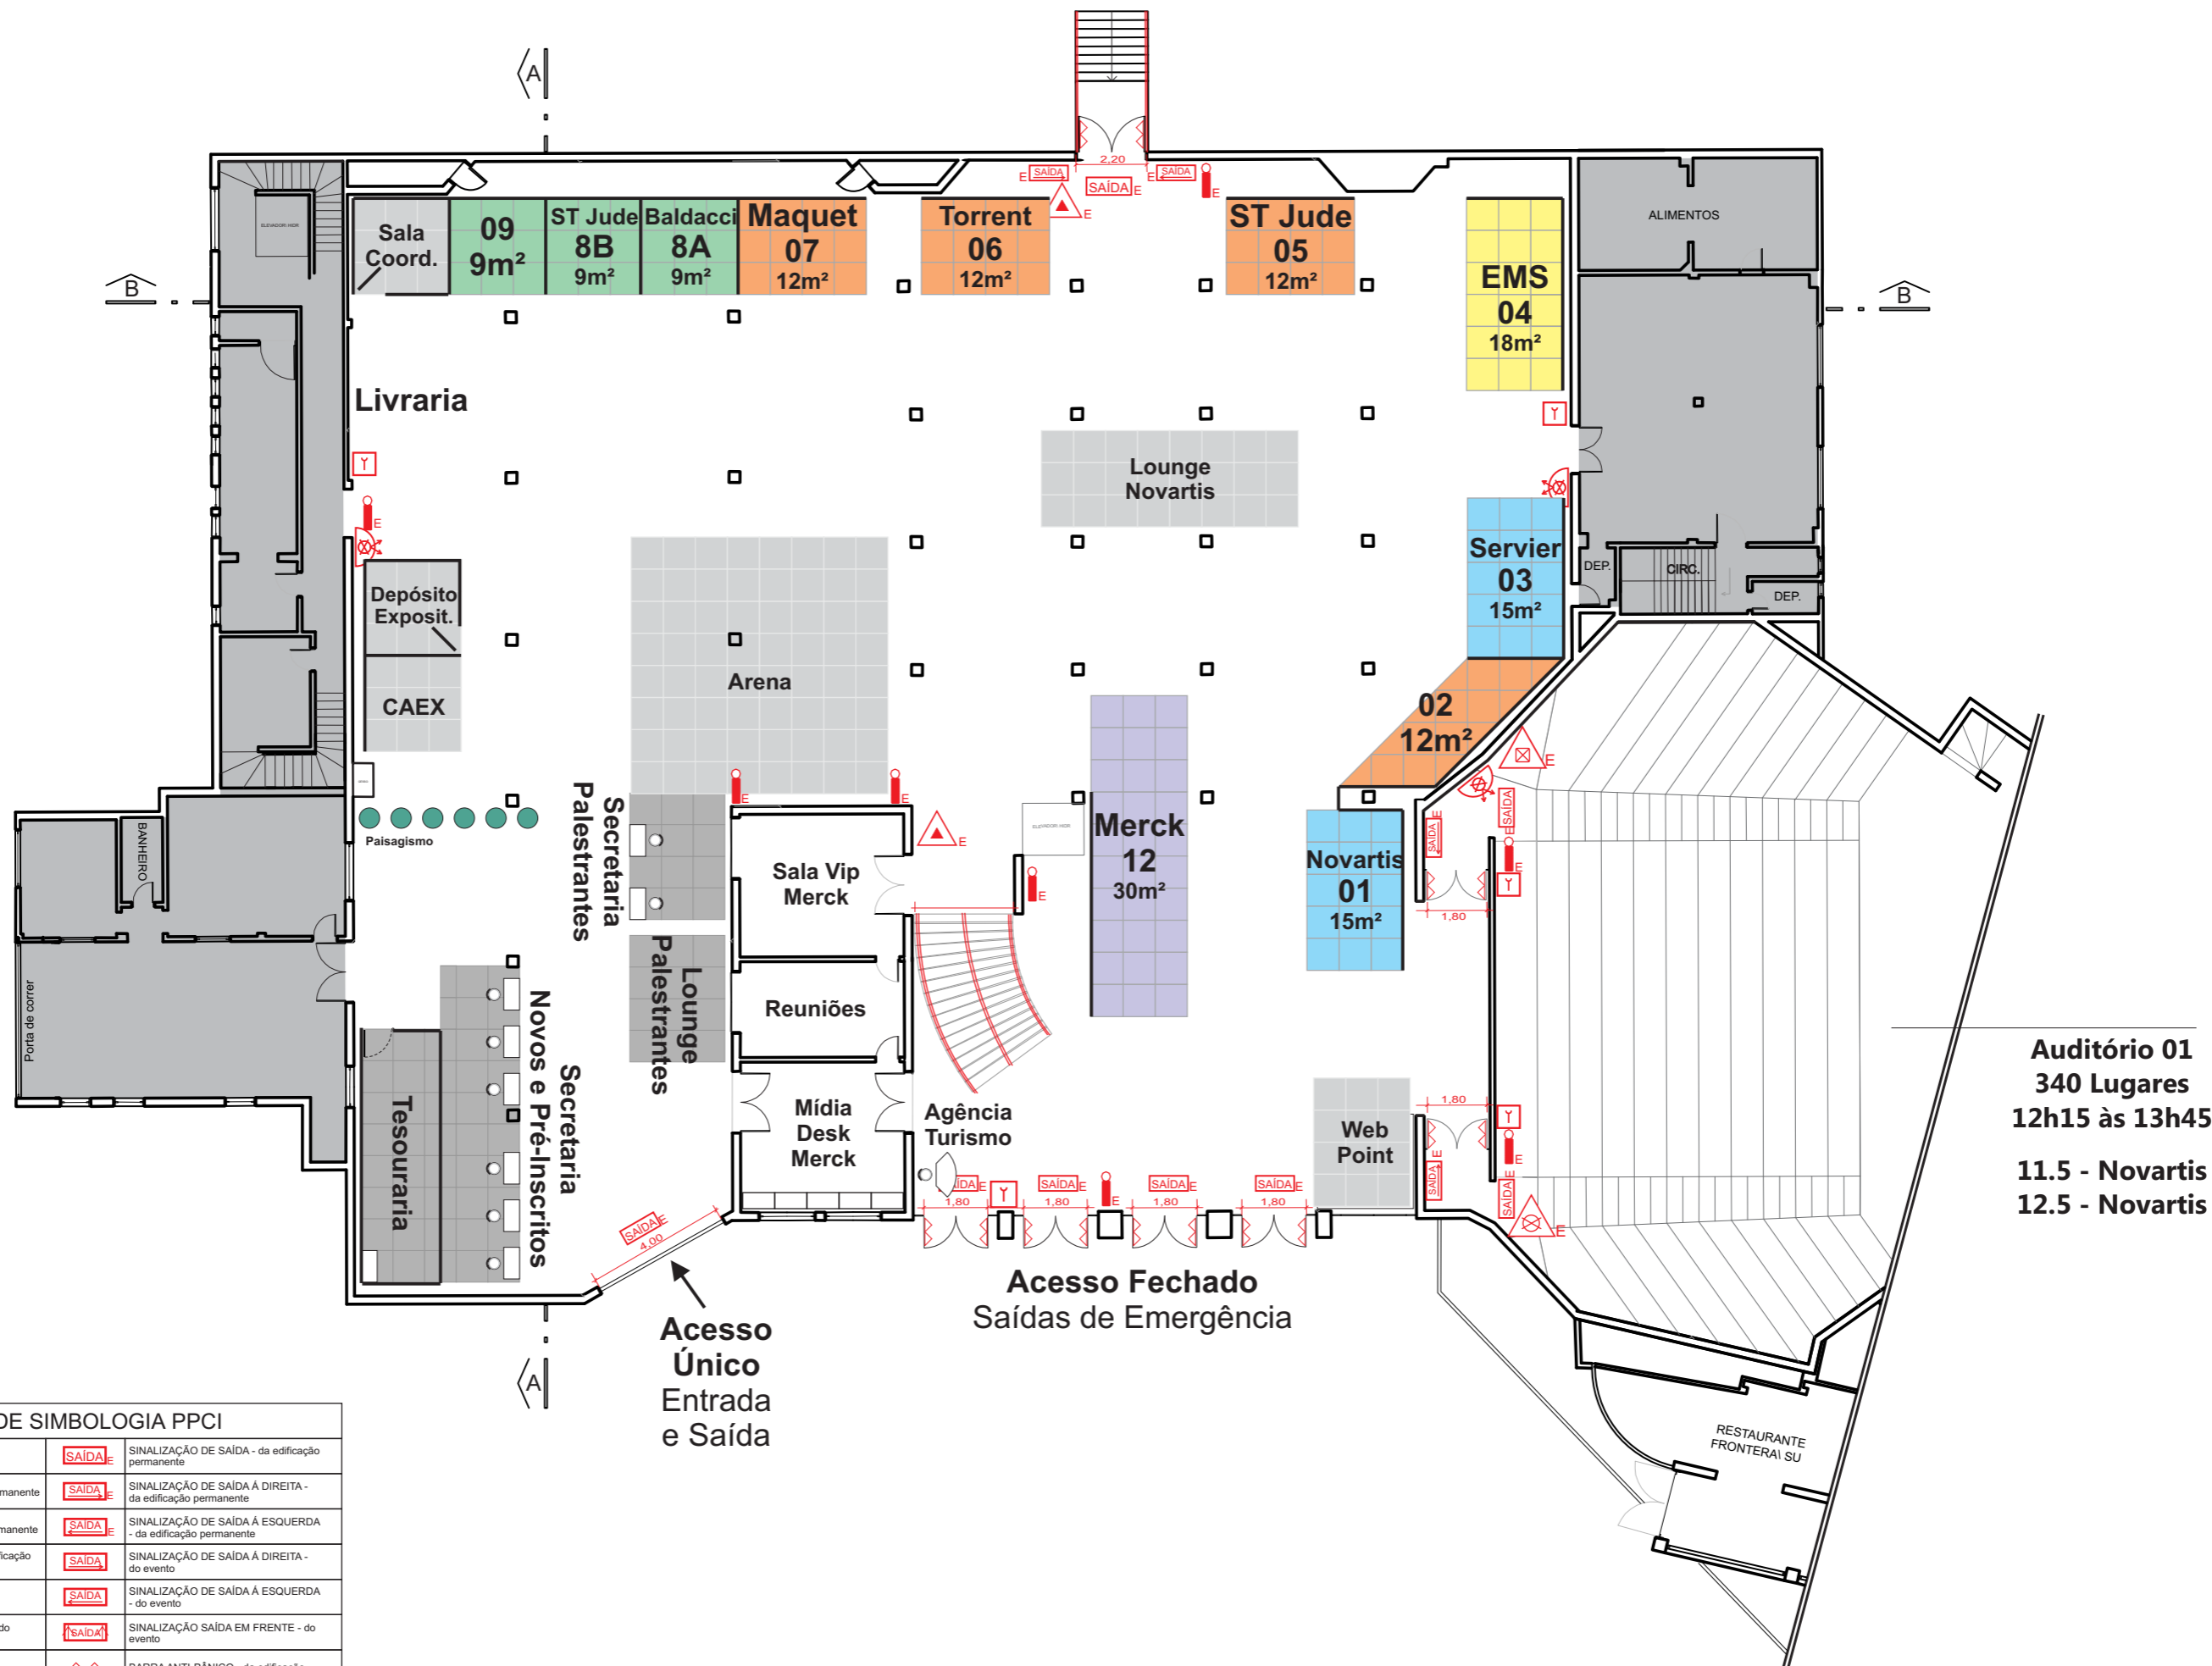 A
2,20
SAÍDA
E
SAÍDA
E
SAÍDA
E
E
E
ALIMENTOS
Sala
Coord.
09
9m²
ST Jude
8B
9m²
Baldacci
8A
9m²
Maquet
07
12m²
Torrent
06
12m²
ST Jude
05
12m²
EMS
04
18m²
B
B
Livraria
Lounge
Novartis
E
Servier
03
15m²
DEP.
CIRC.
DEP.
Depósito
Exposit.
CAEX
Arena
02
12m²
E
Paisagismo
BANHEIRO
Secretaria
Palestrantes
E
E
E
E
Sala Vip
Merck
Merck
12
30m²
Novartis
01
15m²
SAÍDA
E
SAÍDA
E
E
1,80
Porta de correr
Lounge
Palestrantes
Reuniões
Secretaria
Novos e Pré-Inscritos
Tesouraria
Mídia
Desk
Merck
Agência
Turismo
Web
Point
1,80
SAÍDA
E
E
SAÍDA
E
E
Auditório 01
340 Lugares
12h15 às 13h45
11.5 - Novartis
12.5 - Novartis
SAÍDA
E
1,80
SAÍDA
E
1,80
E
SAÍDA
E
1,80
SAÍDA
E
1,80
SAÍDA
E
4,00
Acesso Fechado
Saídas de Emergência
Acesso
Único
Entrada
e Saída
A
RESTAURANTE
FRONTERA\ SU
DE SIMBOLOGIA PPCI
SAÍDA E SINALIZAÇÃO DE SAÍDA - da edificação
permanente
SAÍDA E SINALIZAÇÃO DE SAÍDA Á DIREITA -
da edificação permanente
SAÍDA E SINALIZAÇÃO DE SAÍDA Á ESQUERDA
- da edificação permanente
SAÍDA SINALIZAÇÃO DE SAÍDA Á DIREITA -
do evento
SAÍDA SINALIZAÇÃO DE SAÍDA Á ESQUERDA
- do evento
SAÍDA SINALIZAÇÃO SAÍDA EM FRENTE - do
evento